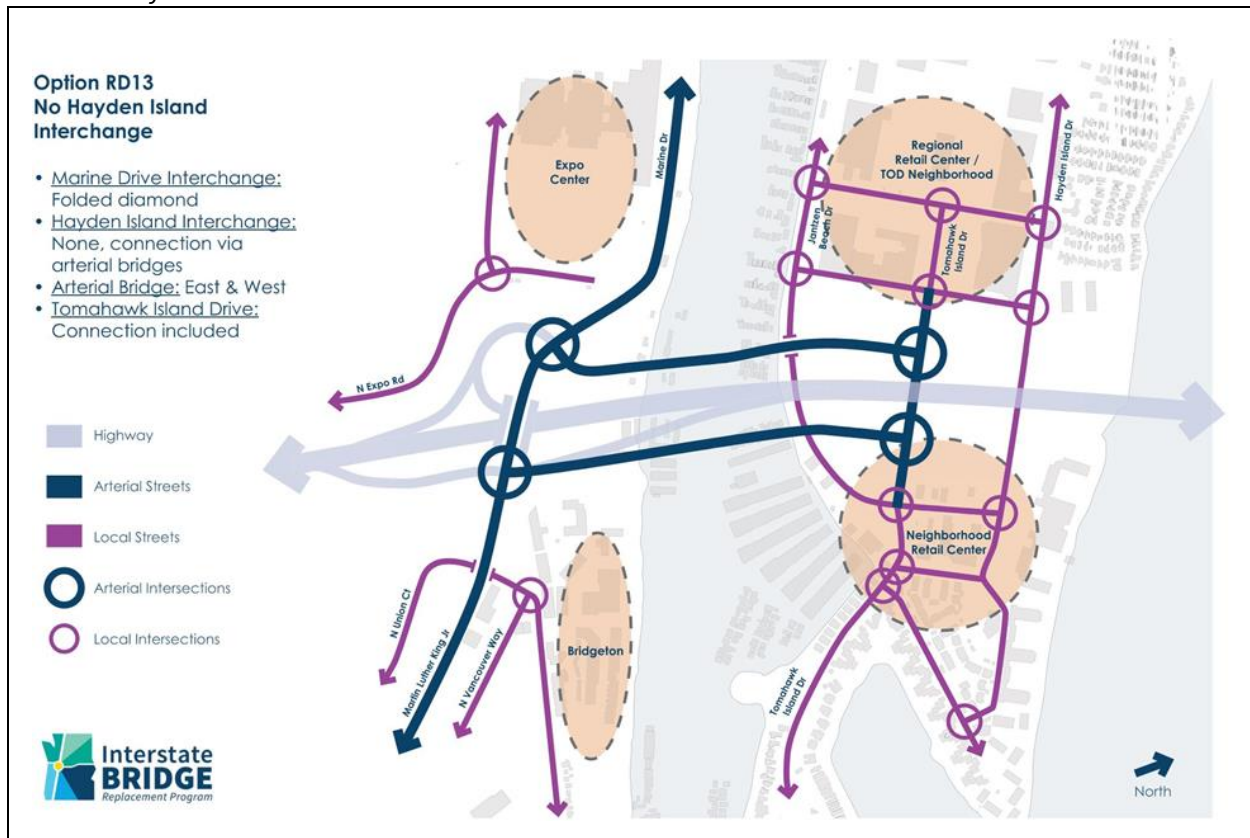 Option RD13
No Hayden Island
Interchange
• Marine Drive Interchange:
Folded diamond
• Hayden Island Interchange:
None, connection via
arterial bridges
• Arterial Bridge: East & West
• Tomahawk Island Drive:
Connection included
Highway
Arterial Streets
Local Streets
Arterial Intersections
Local Intersections
Interstate
BRIDGE
Replacement Program
Expo
Center
Marine Dr
N Expo Rd
N Union Ct
Martin Luther King Jr
N Vancouver Way
Bridgeton
Jantzen
Beach Dr
Regional
Retail Center /
TOD Neighborhood
Tomahawk
Island Dr
Hayden Island Dr
Neighborhood
Retail Center
Tomahawk
Island Dr
North